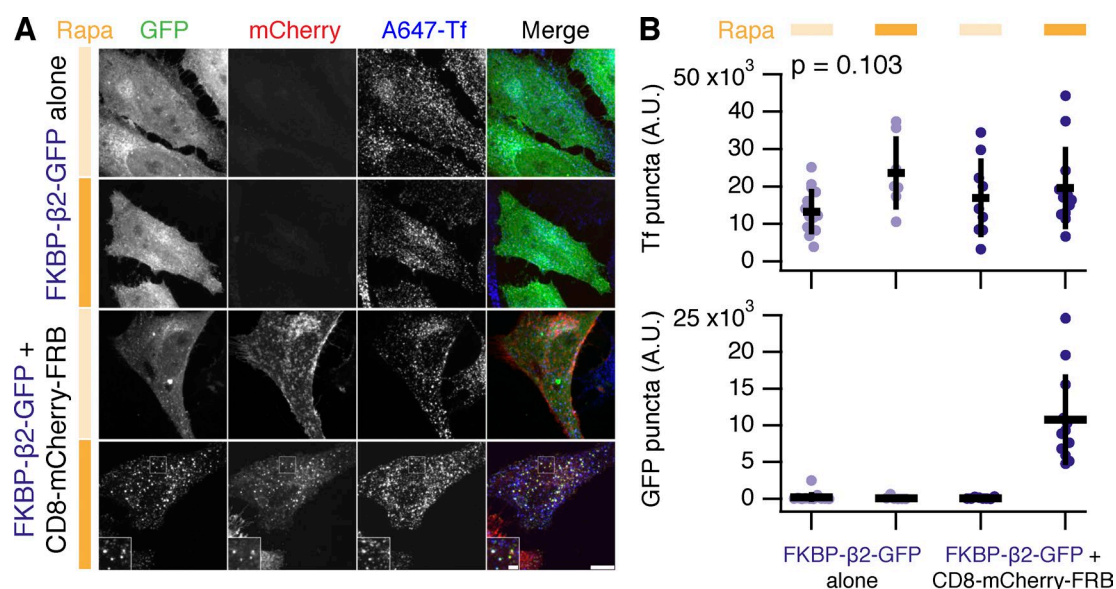 A
Rapa GFP mCherry A647-Tf Merge
FKBP-β2-GFP alone
FKBP-β2-GFP +
CD8-mCherry-FRB
B
Rapa
p = 0.103
50 x10³
40
30
20
10
0
Tf puncta (A.U.)
25 x10³
20
15
10
5
0
GFP puncta (A.U.)
FKBP-β2-GFP
alone
FKBP-β2-GFP +
CD8-mCherry-FRB